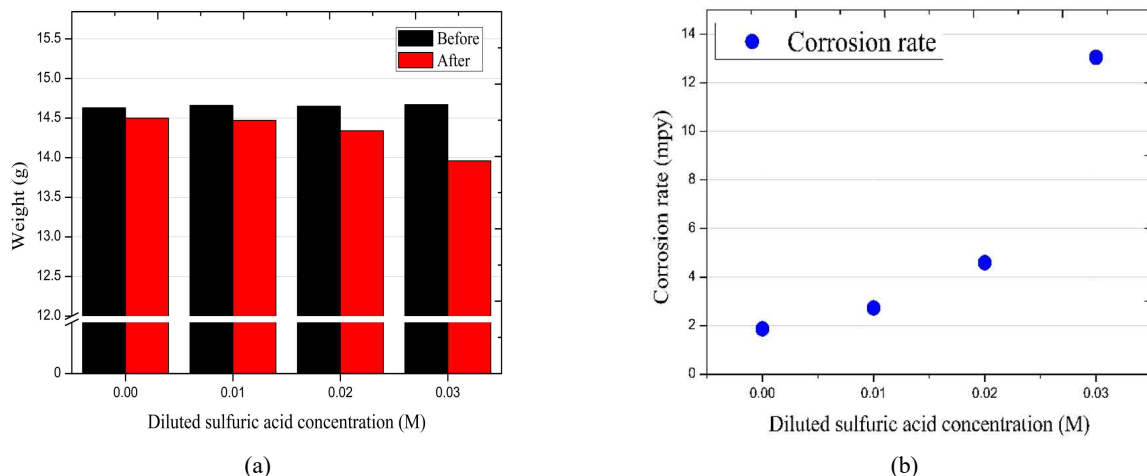 15.5
15.0
14.5
14.0
13.5
13.0
12.5
12.0
0
Weight (g)
Before
After
0.00 0.01 0.02 0.03
Diluted sulfuric acid concentration (M)
(a)
14
12
10
8
6
4
2
0
Corrosion rate (mpy)
Corrosion rate
0.00 0.01 0.02 0.03
Diluted sulfuric acid concentration (M)
(b)